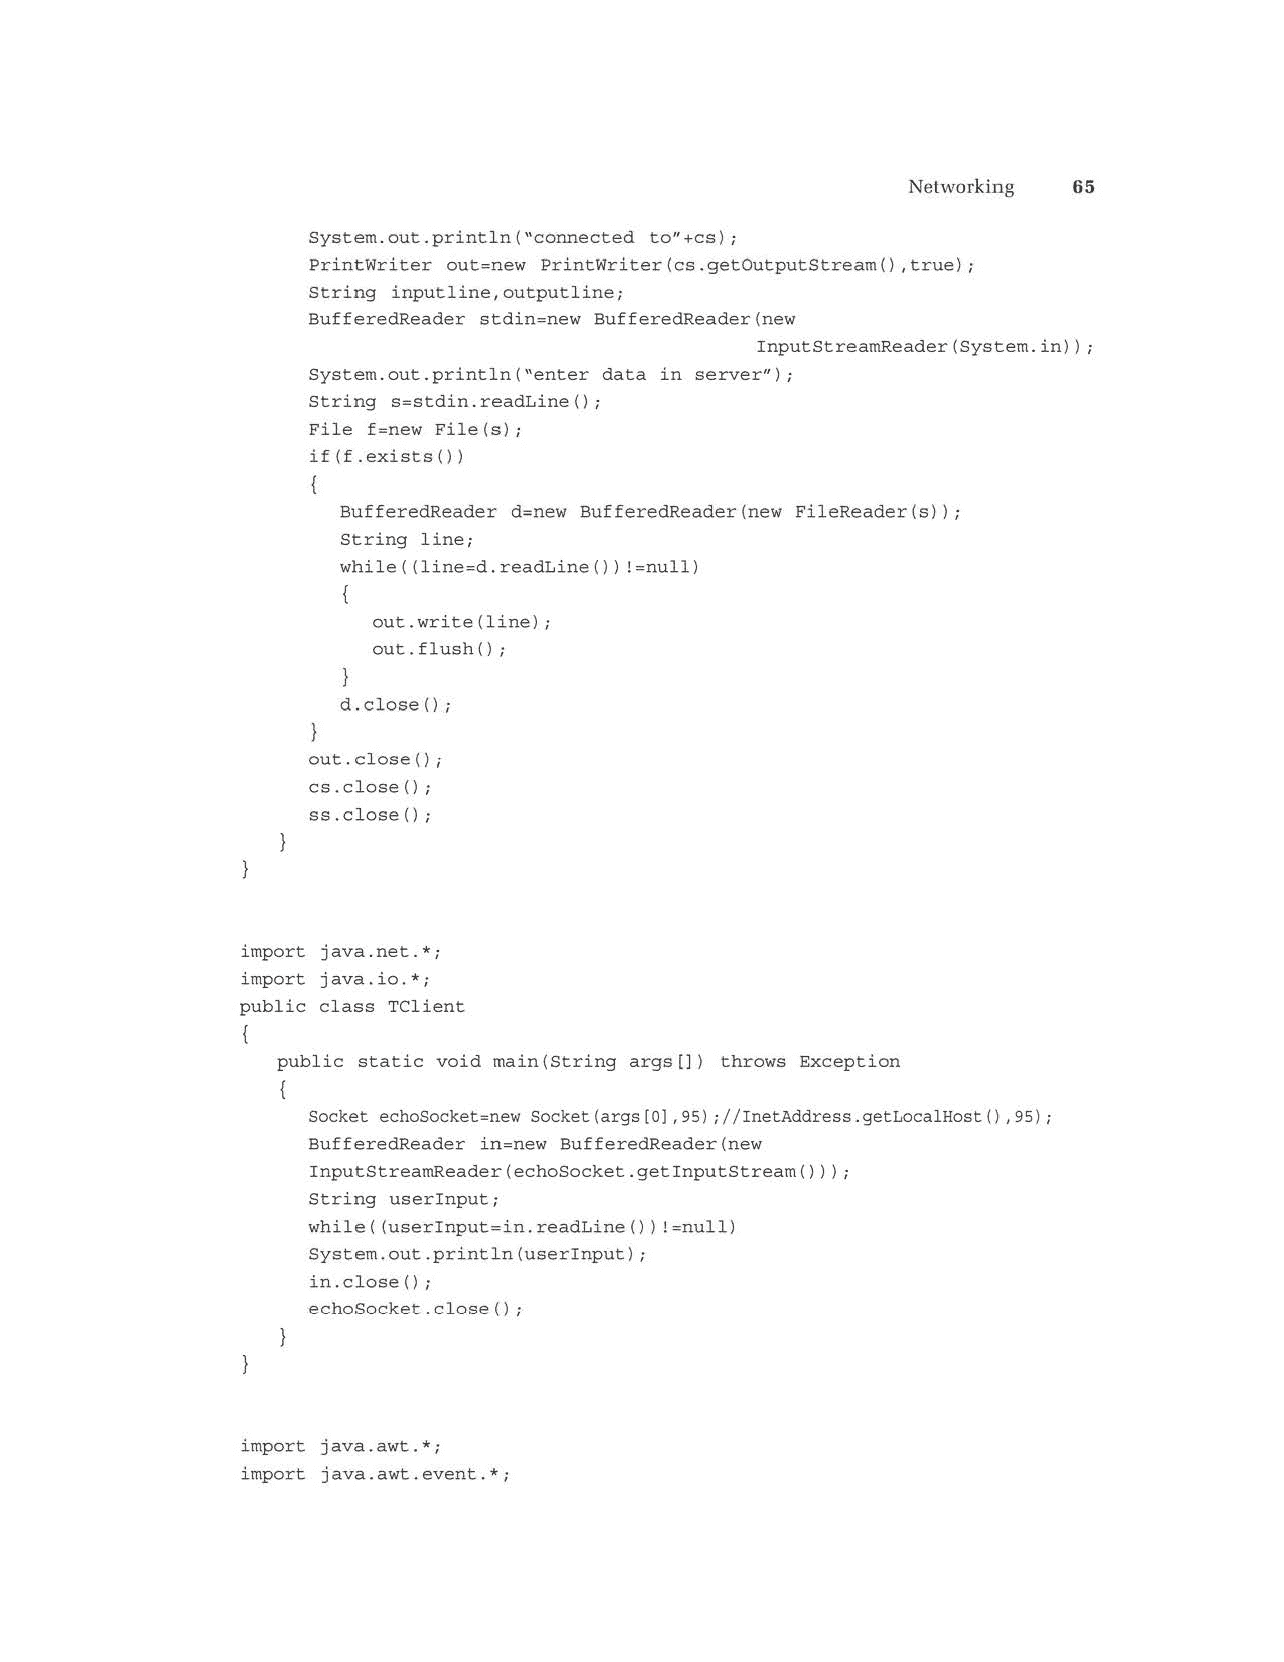 Networking 65
System.out.println("connected to"+cs);
PrintWriter out=new PrintWriter(cs.getOutputStream(),true);
String inputline,outputline;
BufferedReader stdin=new BufferedReader(new
InputStreamReader(System.in));
System.out.println("enter data in server");
String s=stdin.readLine();
File f=new File(s);
if(f.exists())
{
BufferedReader d=new BufferedReader(new FileReader(s));
String line;
while((line=d.readLine())!=null)
{
out.write(line);
out.flush();
}
d.close();
}
out.close();
cs.close();
ss.close();
}
}
import java.net.*;
import java.io.*;
public class TClient
{
public static void main(String args[]) throws Exception
{
Socket echoSocket=new Socket(args[0],95);//InetAddress.getLocalHost(),95);
BufferedReader in=new BufferedReader(new
InputStreamReader(echoSocket.getInputStream()));
String userInput;
while((userInput=in.readLine())!=null)
System.out.println(userInput);
in.close();
echoSocket.close();
}
}
import java.awt.*;
import java.awt.event.*;